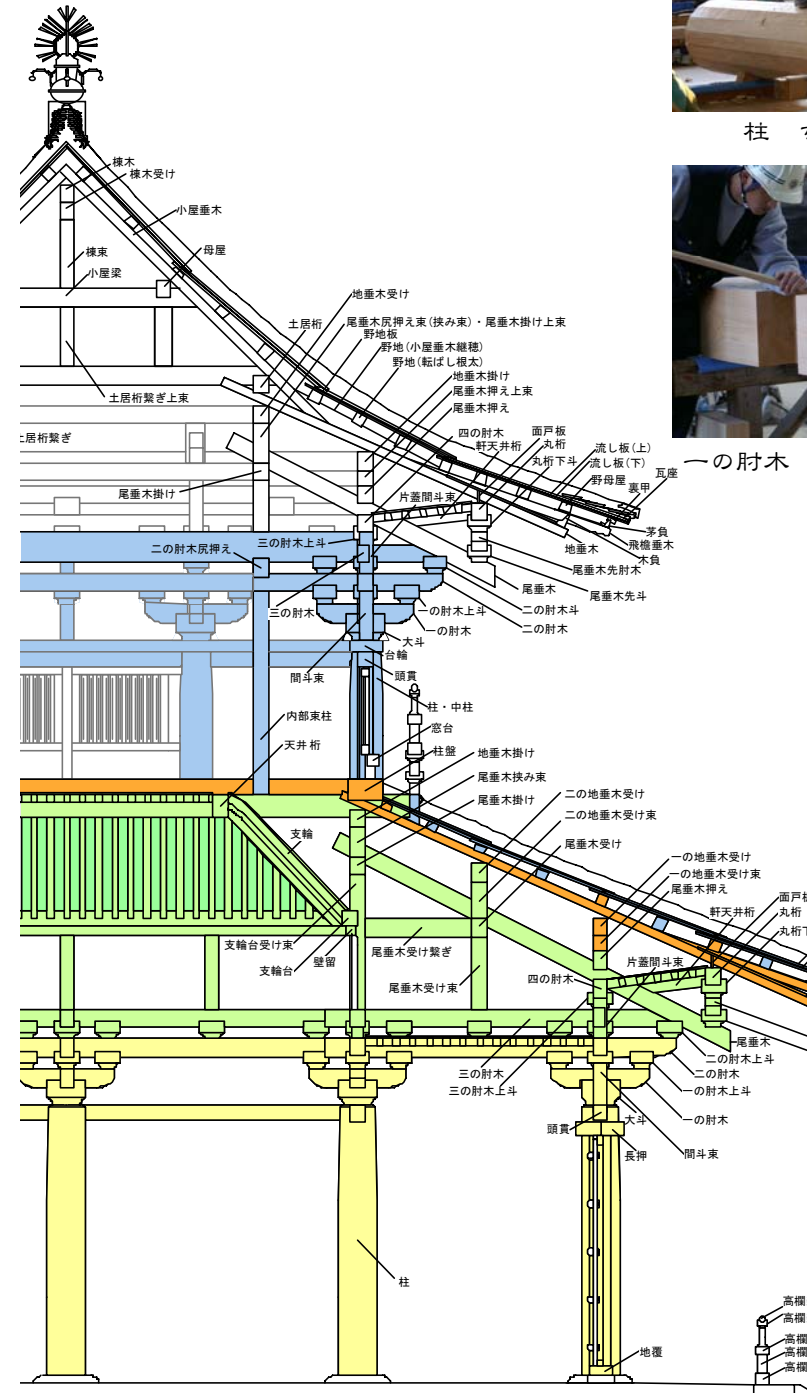 柱
一の肘木
棟木
棟木受け
小屋垂木
母屋
棟束
小屋梁
地垂木受け
土居桁
尾垂木尻押え束(挟み束)・尾垂木掛け上束
野地板
野地(小屋垂木継穂)
野地(転ばし根太)
地垂木掛け
尾垂木押え上束
尾垂木押え
土居桁繋ぎ上束
土居桁繋ぎ
四の肘木
軒天井桁
面戸板
丸桁
丸桁下斗
流し板(上)
流し板(下)
野母屋
裏甲
瓦座
尾垂木掛け
片蓋間斗束
茅負
飛檐垂木
木負
地垂木
二の肘木尻押え
三の肘木上斗
尾垂木先肘木
尾垂木
尾垂木先斗
三の肘木
一の肘木上斗
二の肘木斗
一の肘木
二の肘木
大斗
台輪
間斗束
頭貫
柱・中柱
内部束柱
窓台
天井桁
柱盤
地垂木掛け
尾垂木挟み束
尾垂木掛け
二の地垂木受け
二の地垂木受け束
尾垂木受け
支輪
一の地垂木受け
一の地垂木受け束
尾垂木押え
面戸板
軒天井桁
丸桁
丸桁下
支輪台受け束
壁留
支輪台
尾垂木受け繋ぎ
尾垂木受け束
片蓋間斗束
四の肘木
尾垂木
二の肘木上斗
三の肘木
二の肘木
三の肘木上斗
一の肘木上斗
大斗
一の肘木
頭貫
長押
間斗束
柱
地覆
高欄
高欄
高欄
高欄
高欄